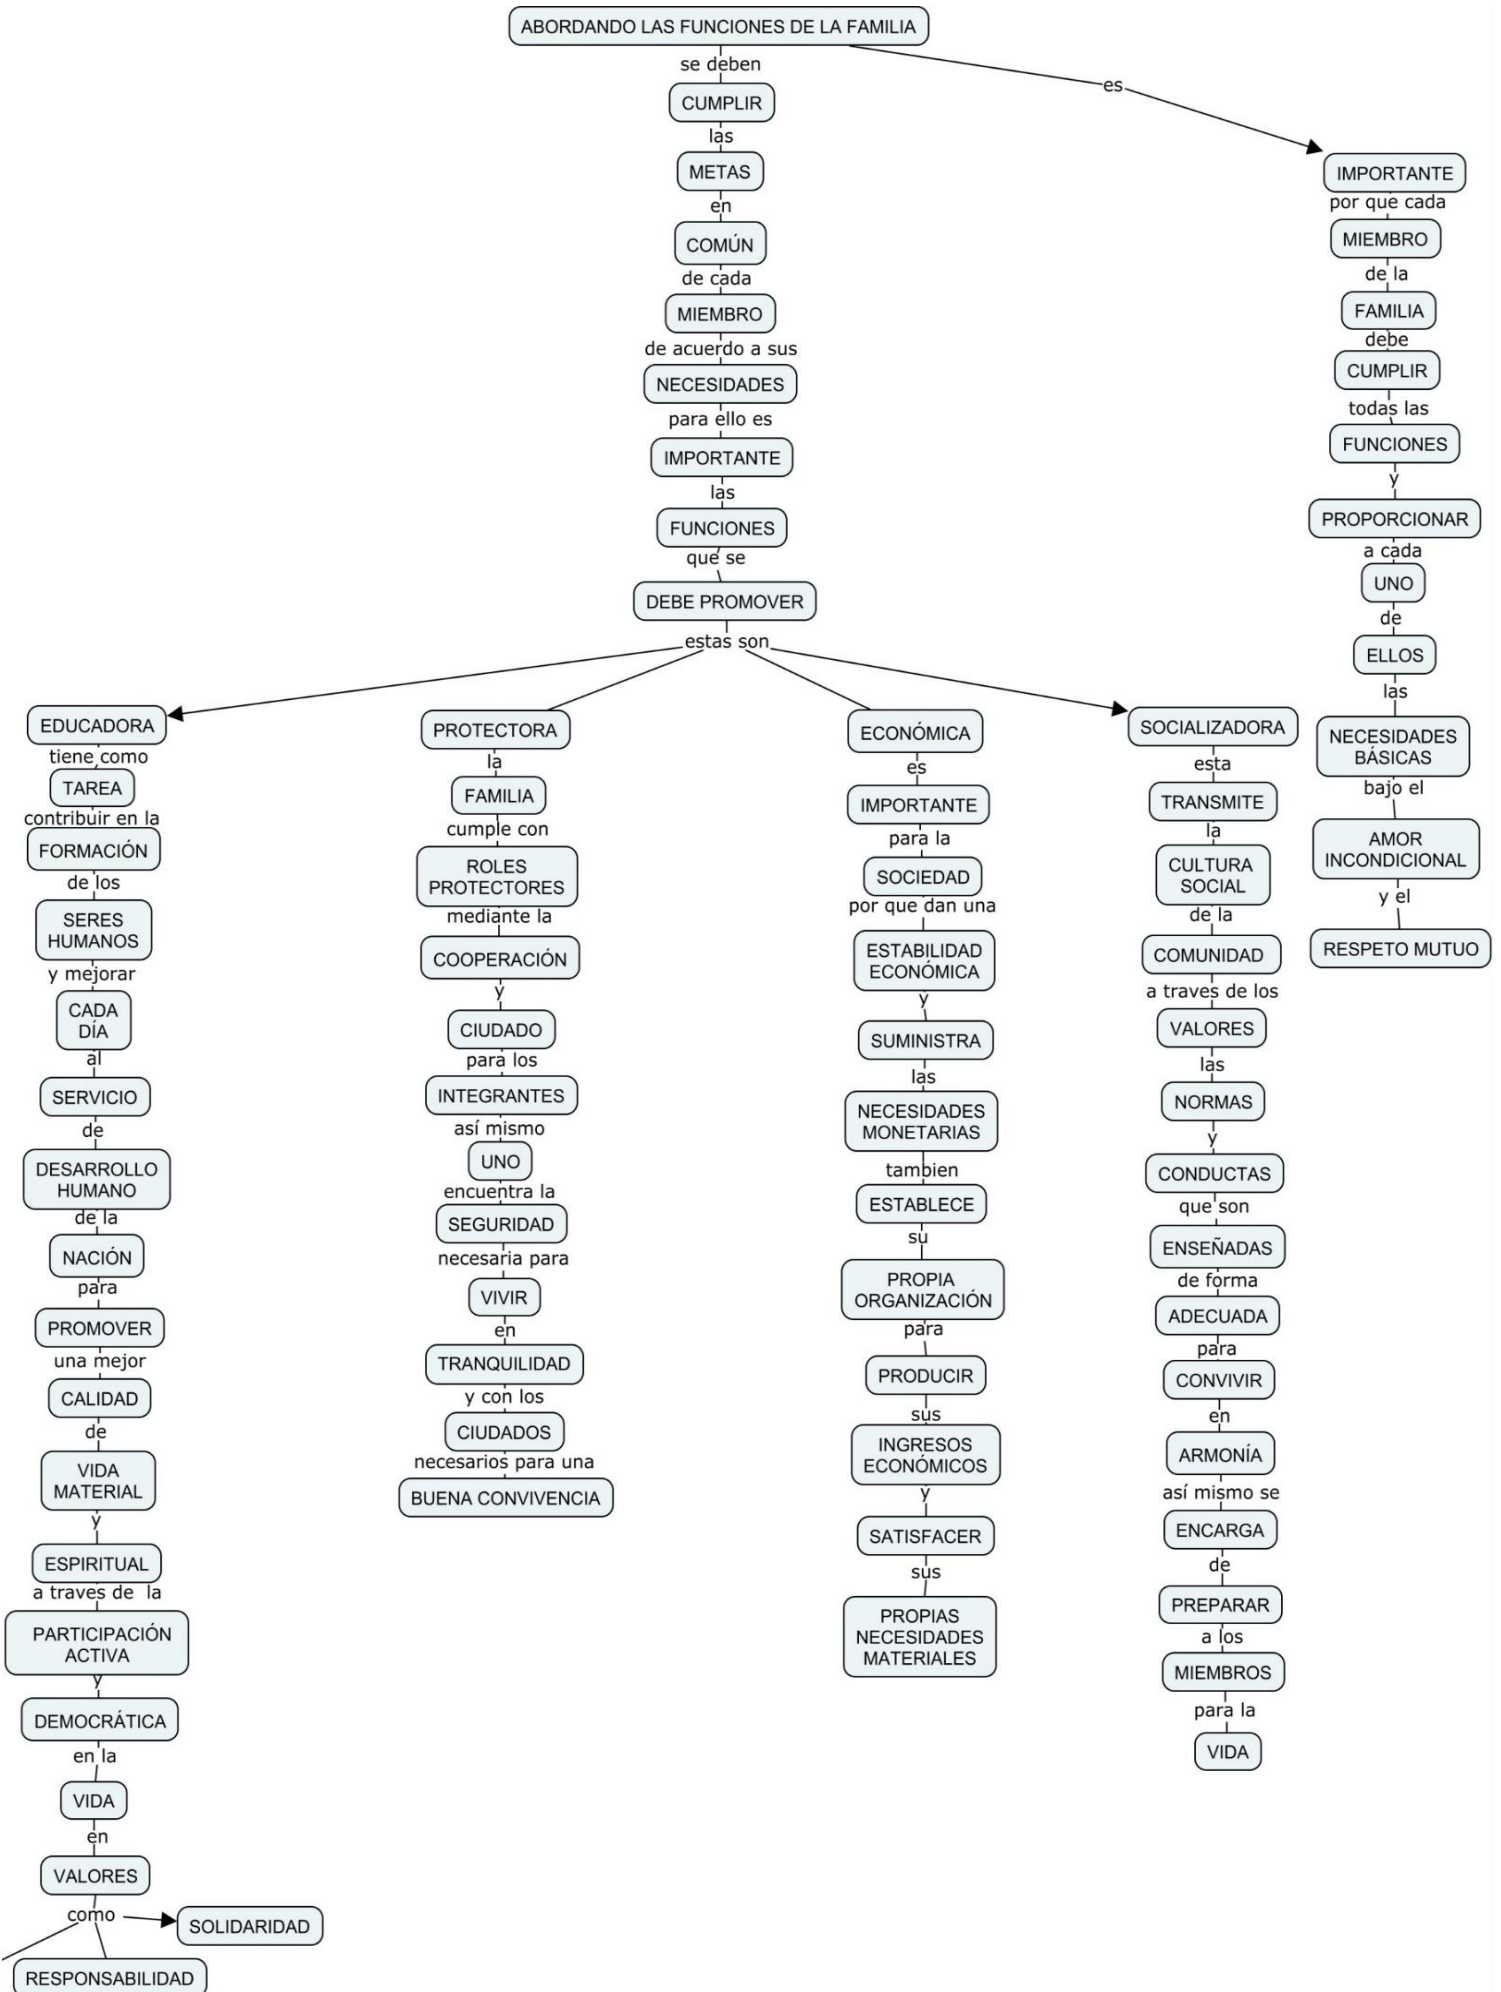 ABORDANDO LAS FUNCIONES DE LA FAMILIA
se deben
CUMPLIR
las
METAS
en
COMÚN
de cada
MIEMBRO
de acuerdo a sus
NECESIDADES
para ello es
IMPORTANTE
las
FUNCIONES
que se
DEBE PROMOVER
estas son
EDUCADORA
tiene como
TAREA
contribuir en la
FORMACIÓN
de los
SERES
HUMANOS
y mejorar
CADA
DÍA
al
SERVICIO
de
DESARROLLO
HUMANO
de la
NACIÓN
para
PROMOVER
una mejor
CALIDAD
de
VIDA
MATERIAL
y
ESPIRITUAL
a traves de la
PARTICIPACIÓN
ACTIVA
y
DEMOCRÁTICA
en la
VIDA
en
VALORES
como
SOLIDARIDAD
RESPONSABILIDAD
PROTECTORA
la
FAMILIA
cumple con
ROLES
PROTECTORES
mediante la
COOPERACIÓN
y
CIUDADO
para los
INTEGRANTES
así mismo
UNO
encuentra la
SEGURIDAD
necesaria para
VIVIR
en
TRANQUILIDAD
y con los
CIUDADOS
necesarios para una
BUENA CONVIVENCIA
ECONÓMICA
es
IMPORTANTE
para la
SOCIEDAD
por que dan una
ESTABILIDAD
ECONÓMICA
y
SUMINISTRA
las
NECESIDADES
MONETARIAS
tambien
ESTABLECE
su
PROPIA
ORGANIZACIÓN
para
PRODUCIR
sus
INGRESOS
ECONÓMICOS
y
SATISFACER
sus
PROPIAS
NECESIDADES
MATERIALES
SOCIALIZADORA
esta
TRANSMITE
la
CULTURA
SOCIAL
de la
COMUNIDAD
a traves de los
VALORES
las
NORMAS
y
CONDUCTAS
que son
ENSEÑADAS
de forma
ADECUADA
para
CONVIVIR
en
ARMONÍA
así mismo se
ENCARGA
de
PREPARAR
a los
MIEMBROS
para la
VIDA
es
IMPORTANTE
por que cada
MIEMBRO
de la
FAMILIA
debe
CUMPLIR
todas las
FUNCIONES
y
PROPORCIONAR
a cada
UNO
de
ELLOS
las
NECESIDADES
BÁSICAS
bajo el
AMOR
INCONDICIONAL
y el
RESPETO MUTUO